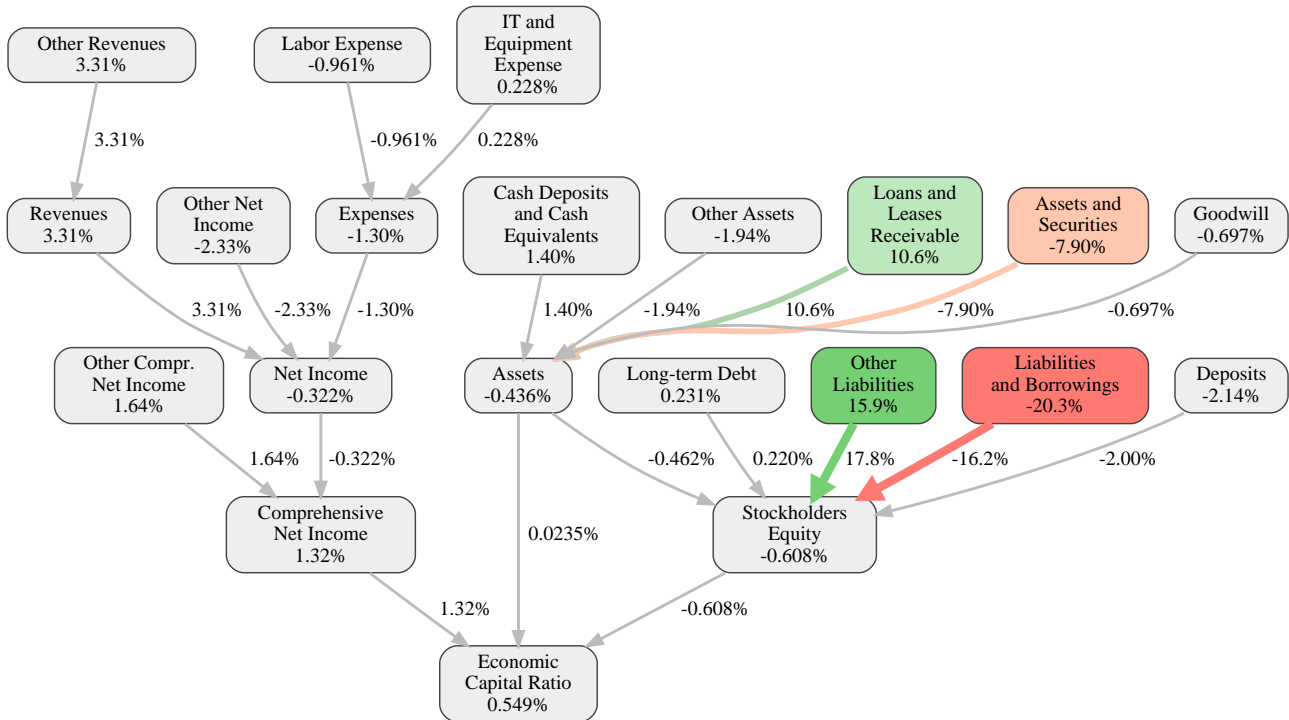 Other Revenues
3.31%
Labor Expense
-0.961%
IT and
Equipment
Expense
0.228%
3.31%
-0.961%
0.228%
Revenues
3.31%
Other Net
Income
-2.33%
Expenses
-1.30%
Cash Deposits
and Cash
Equivalents
1.40%
Other Assets
-1.94%
Loans and
Leases
Receivable
10.6%
Assets and
Securities
-7.90%
Goodwill
-0.697%
3.31%
-2.33%
-1.30%
1.40%
-1.94%
10.6%
-7.90%
-0.697%
Other Compr.
Net Income
1.64%
Net Income
-0.322%
Assets
-0.436%
Long-term Debt
0.231%
Other
Liabilities
15.9%
Liabilities
and Borrowings
-20.3%
Deposits
-2.14%
1.64%
-0.322%
-0.462%
0.220%
17.8%
-16.2%
-2.00%
Comprehensive
Net Income
1.32%
0.0235%
Stockholders
Equity
-0.608%
1.32%
-0.608%
Economic
Capital Ratio
0.549%